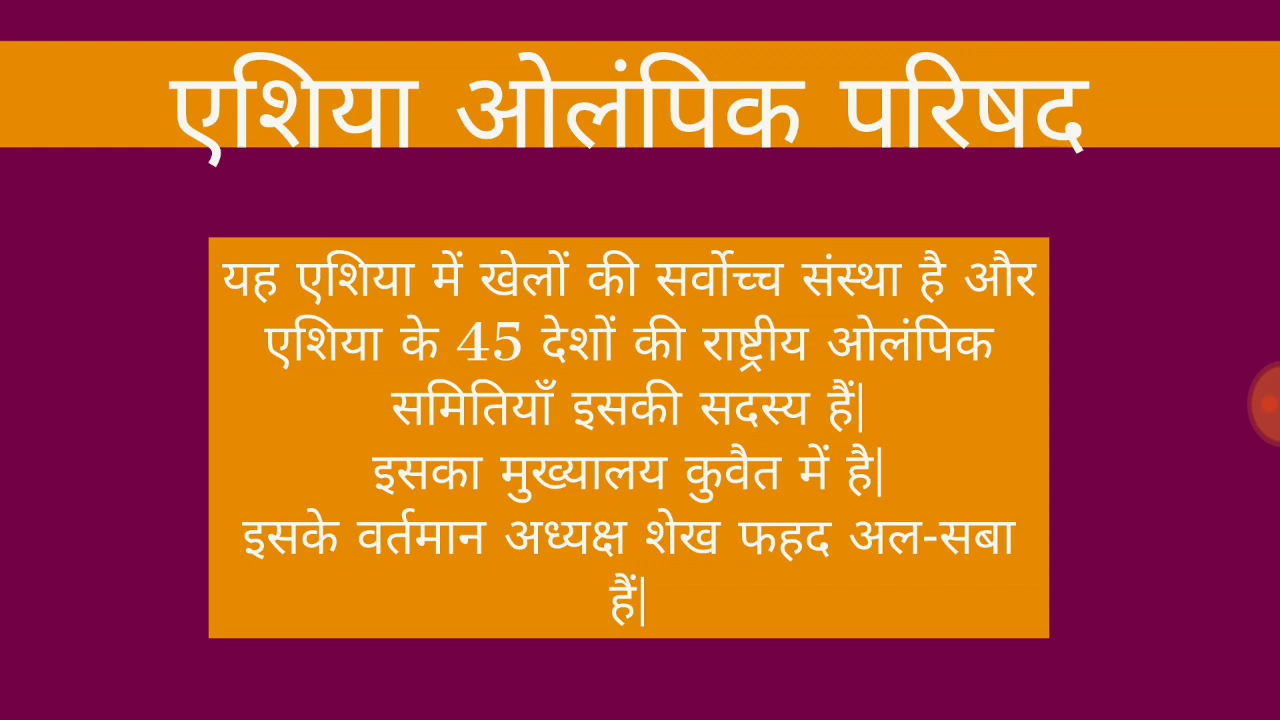 एशिया ओलंपिक परिषद
यह एशिया में खेलों की सर्वोच्च संस्था है और
एशिया के 45 देशों की राष्ट्रीय ओलंपिक
समितियाँ इसकी सदस्य हैं|
इसका मुख्यालय कुवैत में है|
इसके वर्तमान अध्यक्ष शेख फहद अल-सबा
हैं|